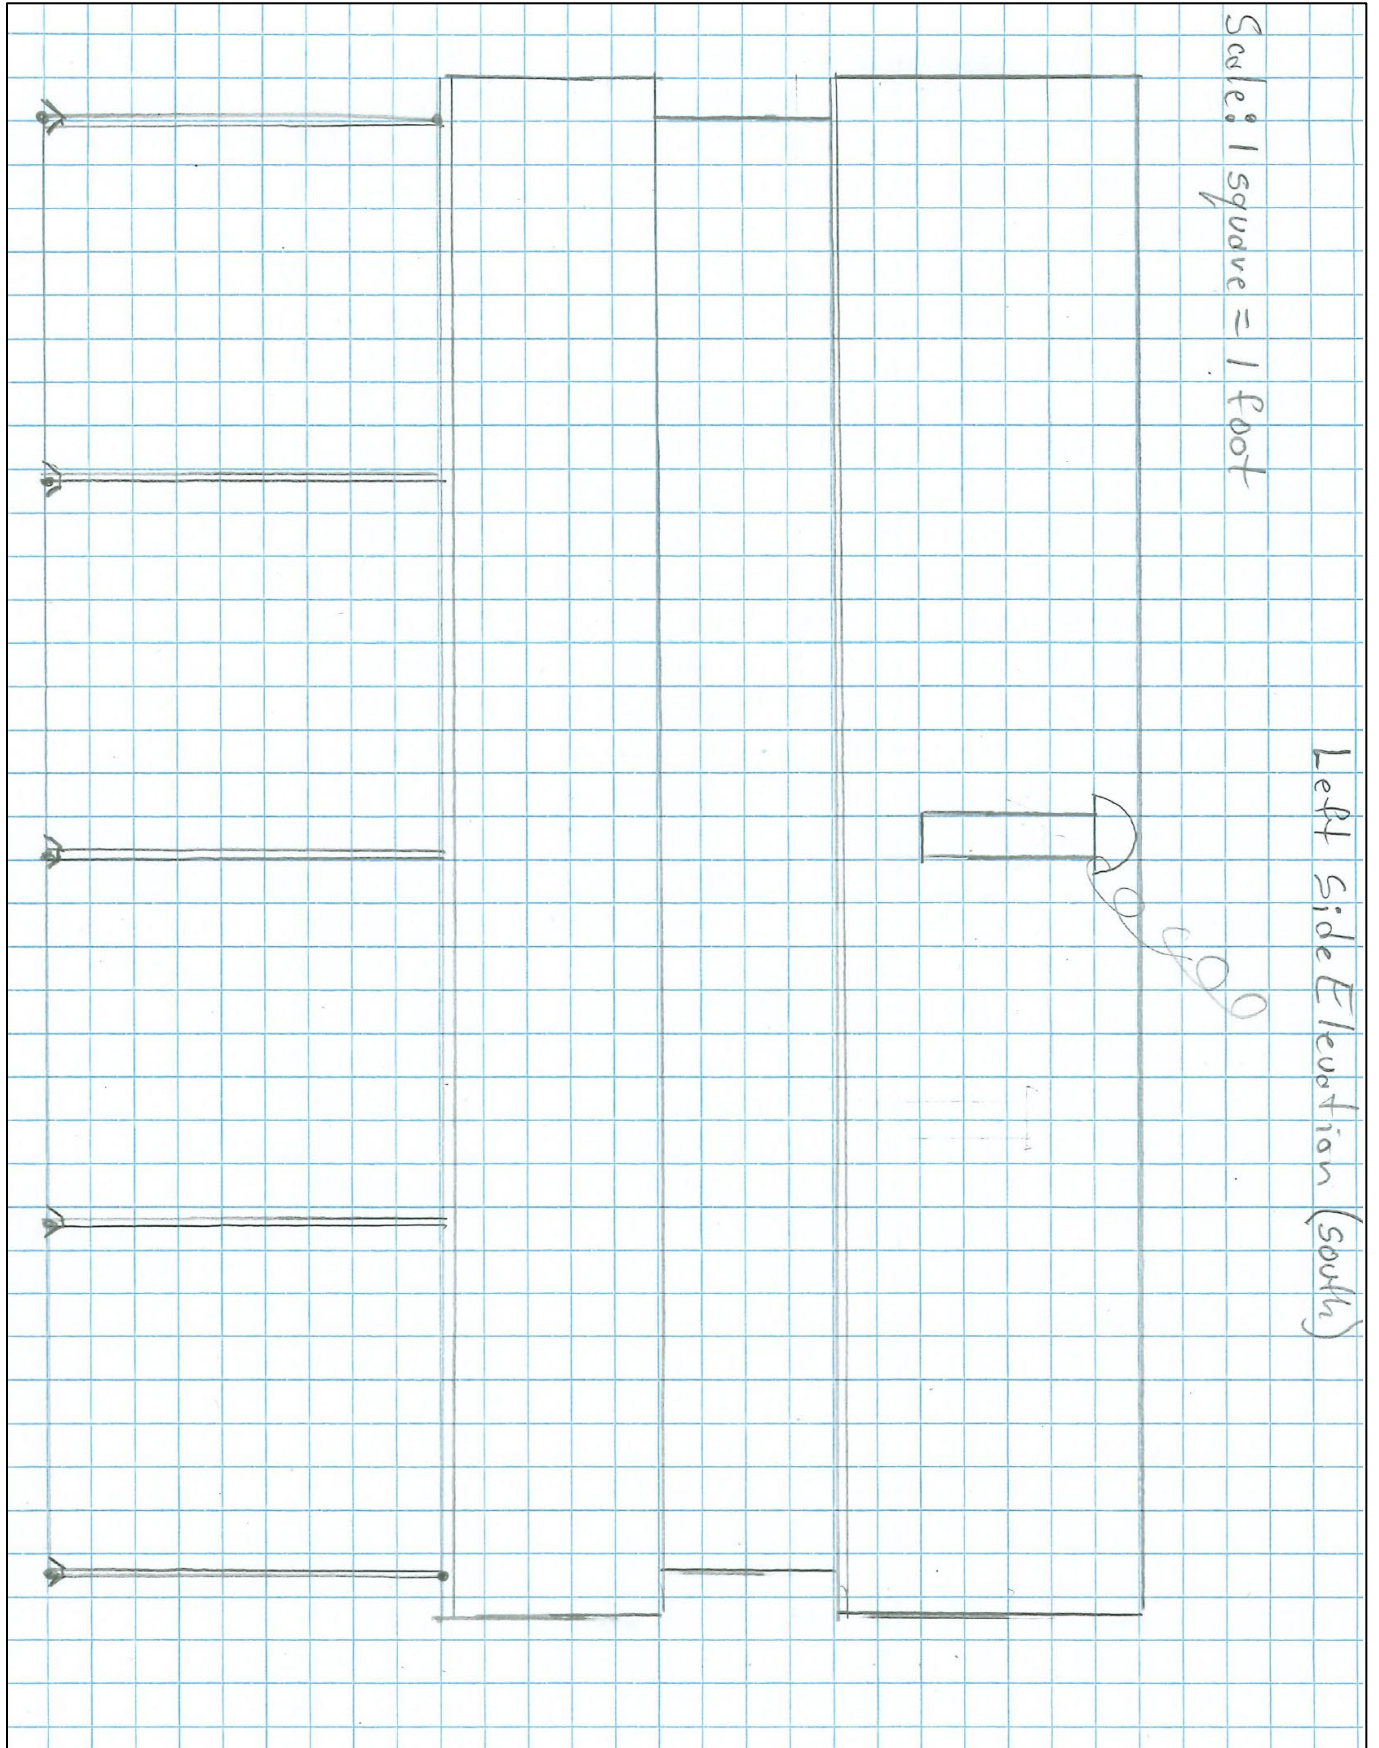 Left Side Elevation (south)
Scale: 1 square = 1 foot